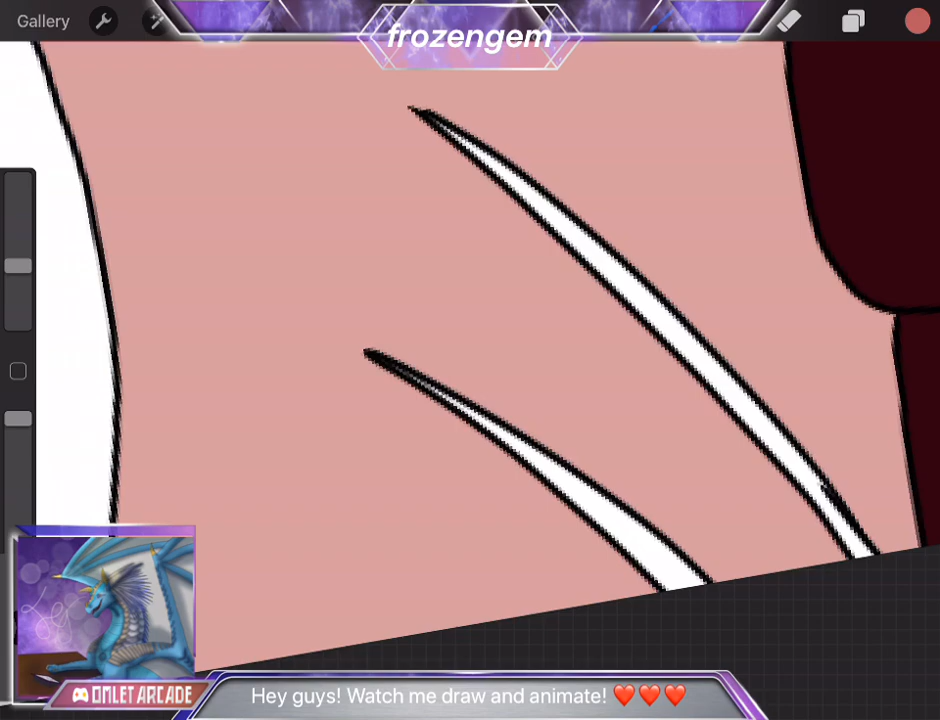 Gallery
frozengem
OMLET ARCADE
Hey guys! Watch me draw and animate! ❤️❤️❤️